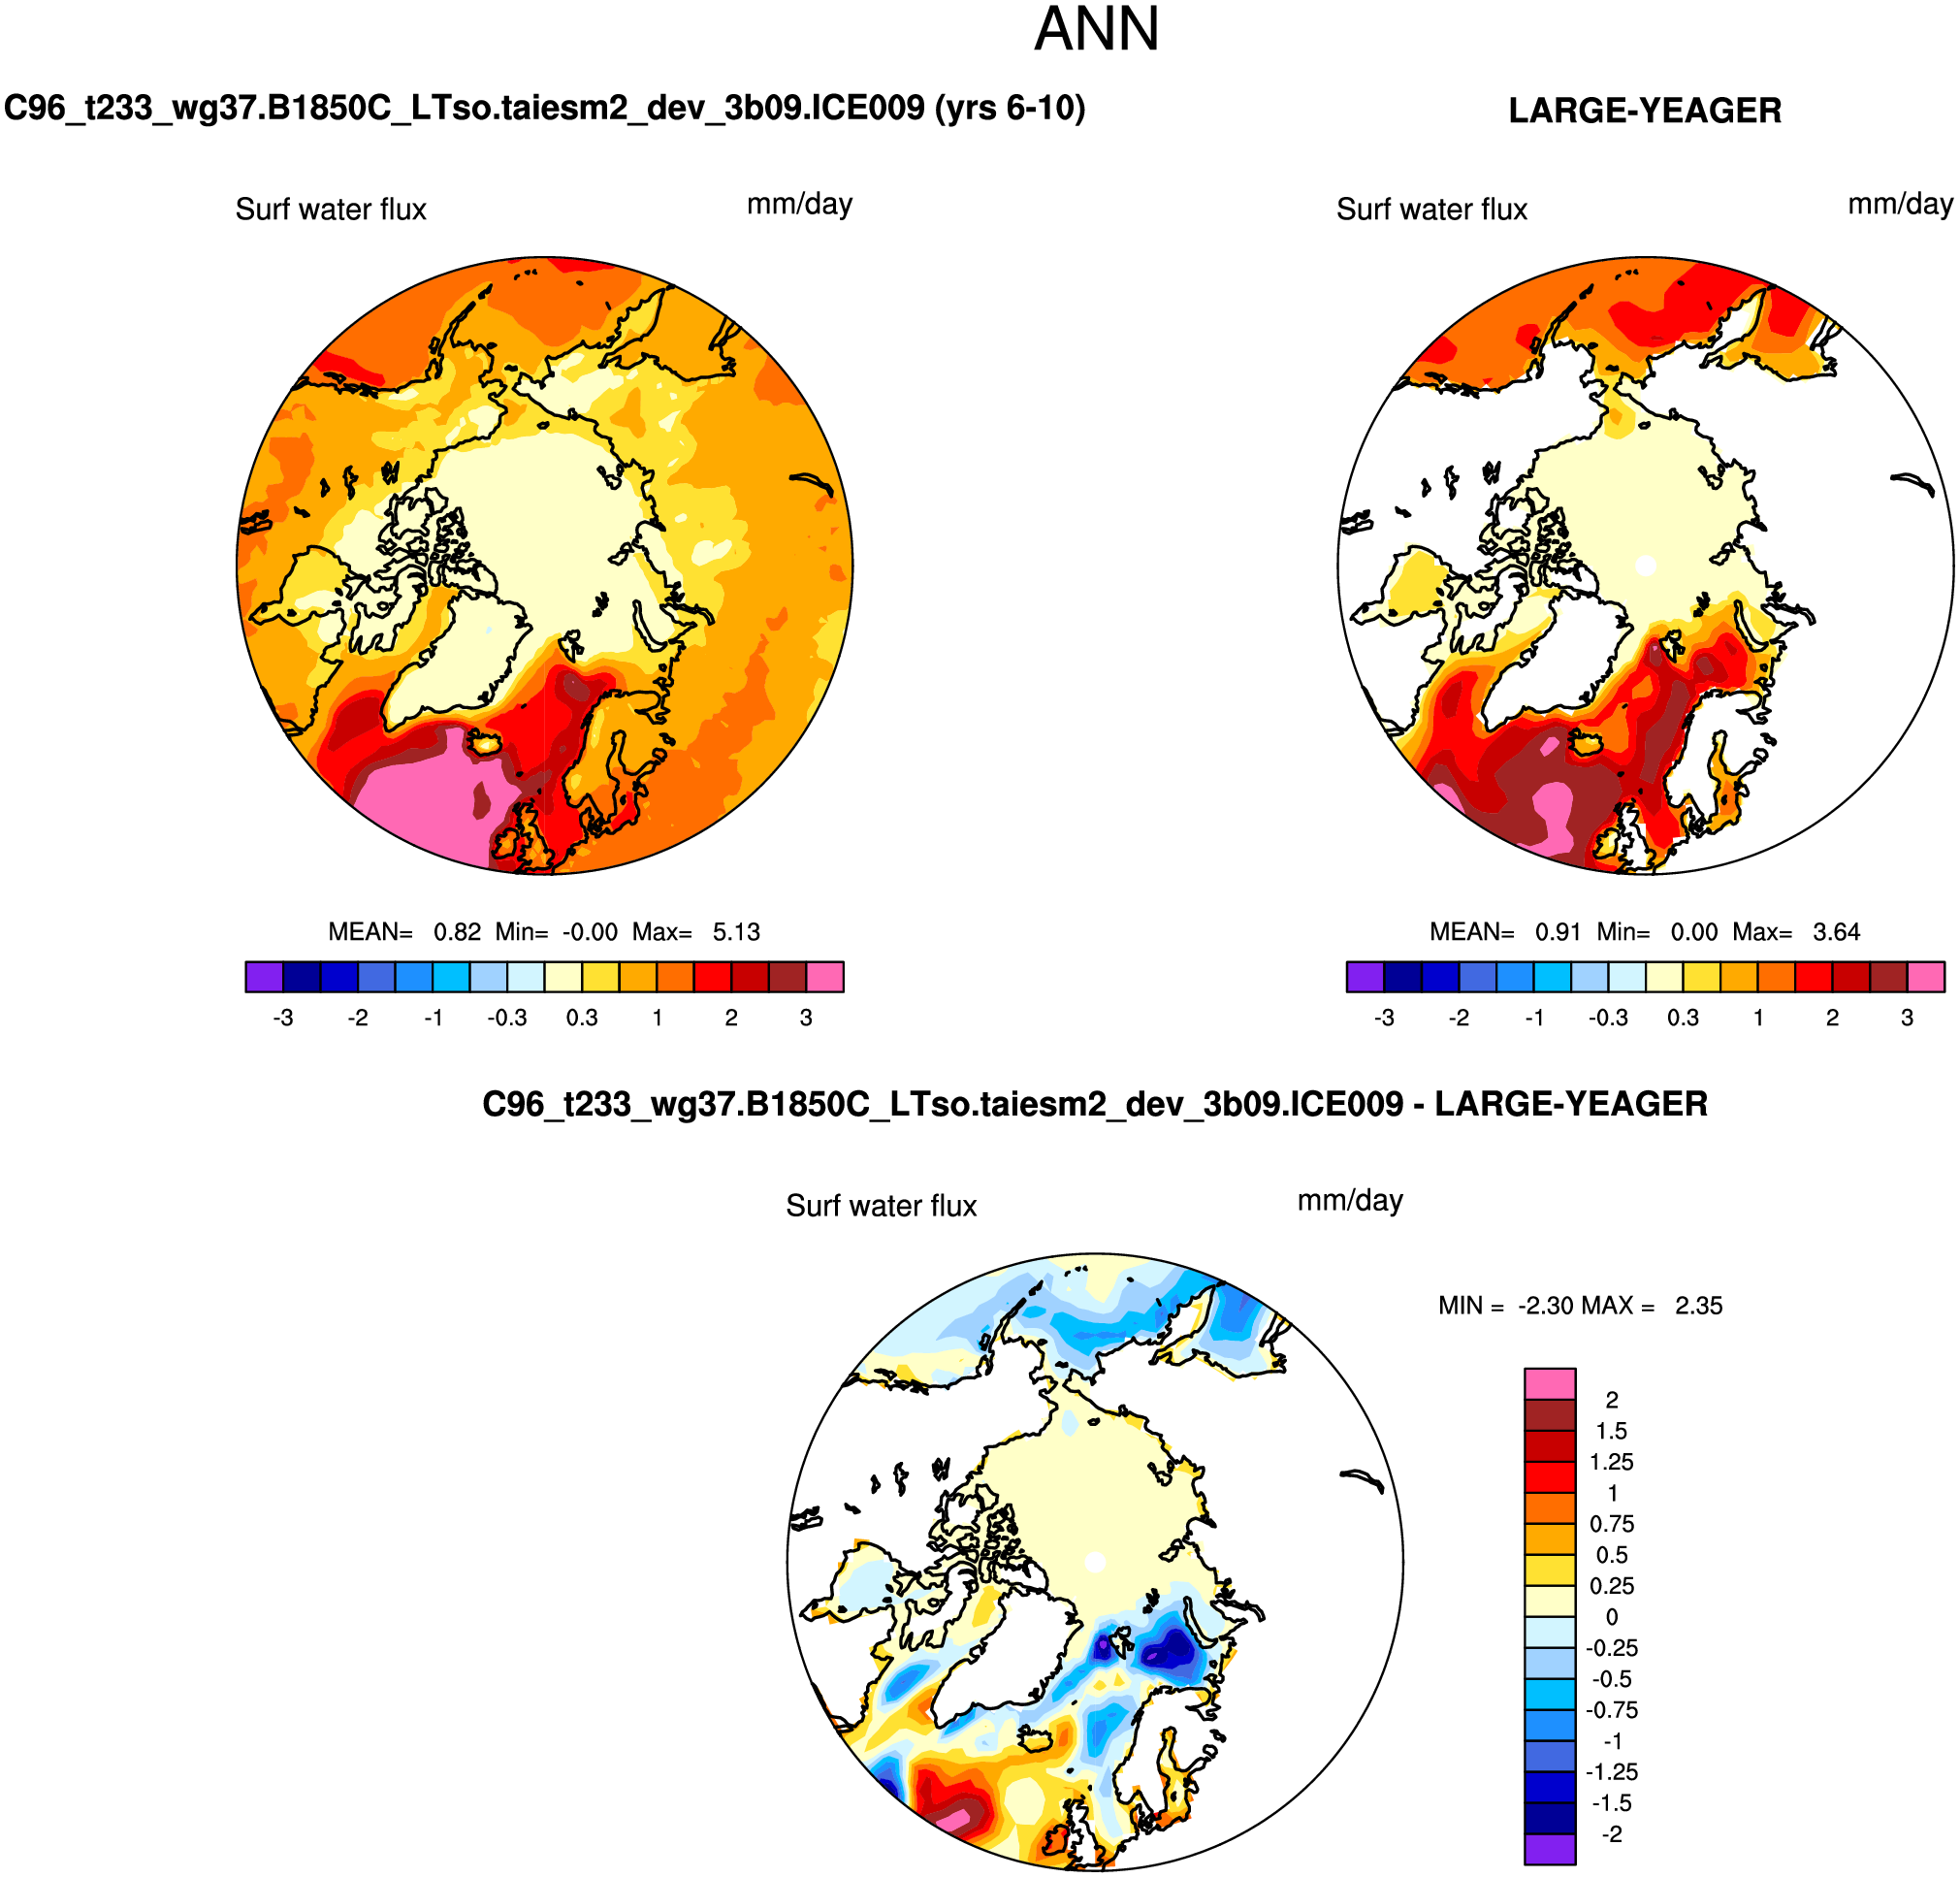 ANN
C96_t233_wg37.B1850C_LTso.taiesm2_dev_3b09.ICE009 (yrs 6-10)
LARGE-YEAGER
Surf water flux mm/day
Surf water flux mm/day
MEAN= 0.82 Min= -0.00 Max= 5.13
MEAN= 0.91 Min= 0.00 Max= 3.64
-3 -2 -1 -0.3 0.3 1 2 3
-3 -2 -1 -0.3 0.3 1 2 3
C96_t233_wg37.B1850C_LTso.taiesm2_dev_3b09.ICE009 - LARGE-YEAGER
Surf water flux mm/day
MIN = -2.30 MAX = 2.35
2
1.5
1.25
1
0.75
0.5
0.25
0
-0.25
-0.5
-0.75
-1
-1.25
-1.5
-2